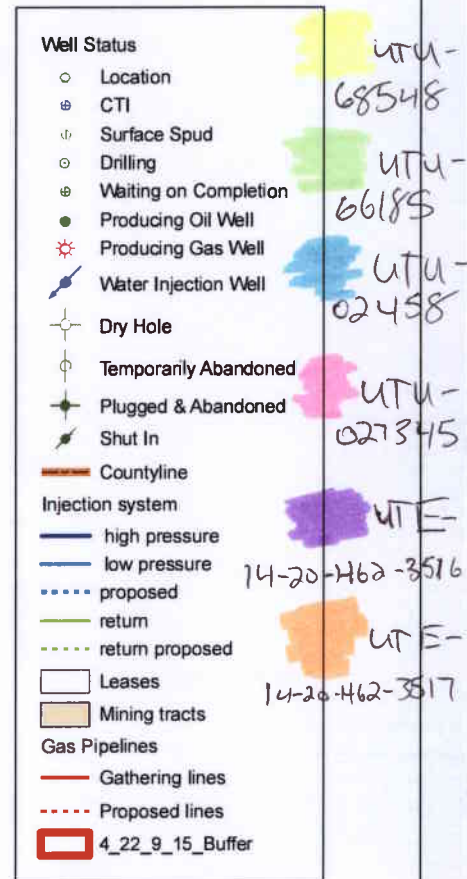 Well Status
Location
CTI
Surface Spud
Drilling
Waiting on Completion
Producing Oil Well
Producing Gas Well
Water Injection Well
Dry Hole
Temporarily Abandoned
Plugged & Abandoned
Shut In
Countyline
Injection system
high pressure
low pressure
proposed
return
return proposed
Leases
Mining tracts
Gas Pipelines
Gathering lines
Proposed lines
4_22_9_15_Buffer
UTU-
68548
UTU-
66185
UTU-
02458
UTU-
027345
UTE-
14-20-H62-3516
UTE-
14-20-H62-3517